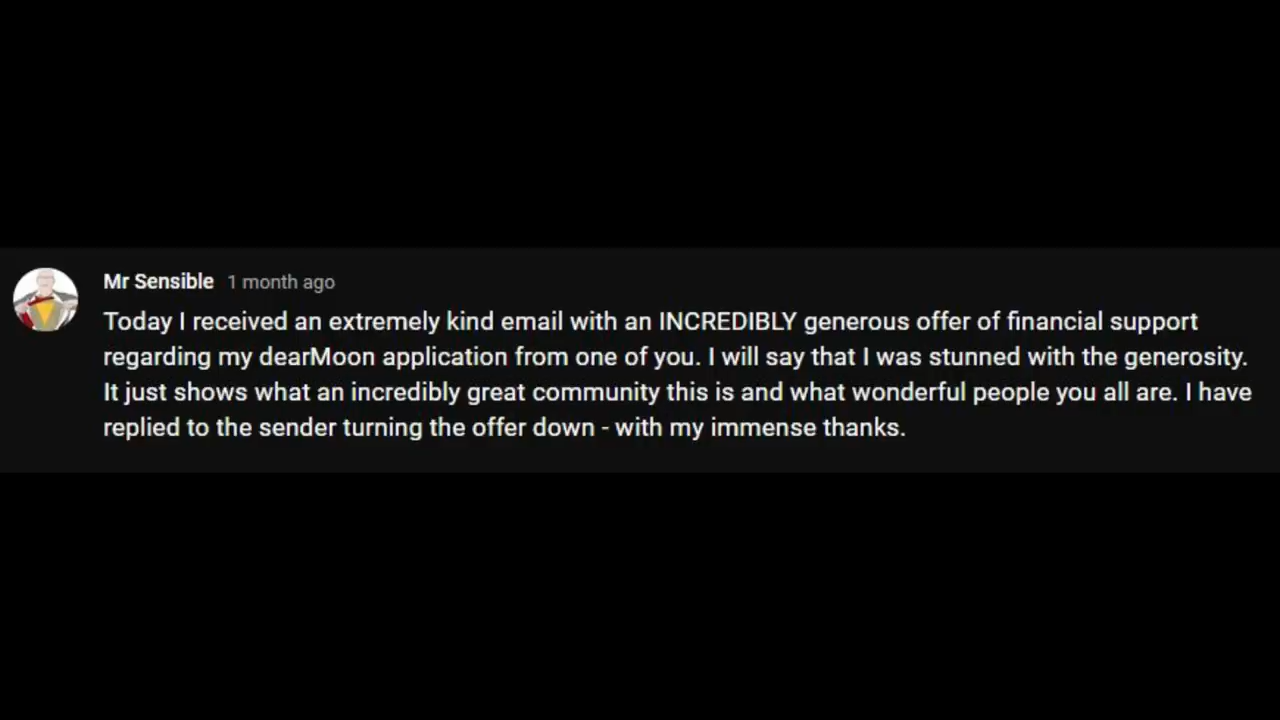 Mr Sensible 1 month ago
Today I received an extremely kind email with an INCREDIBLY generous offer of financial support
regarding my dearMoon application from one of you. I will say that I was stunned with the generosity.
It just shows what an incredibly great community this is and what wonderful people you all are. I have
replied to the sender turning the offer down - with my immense thanks.